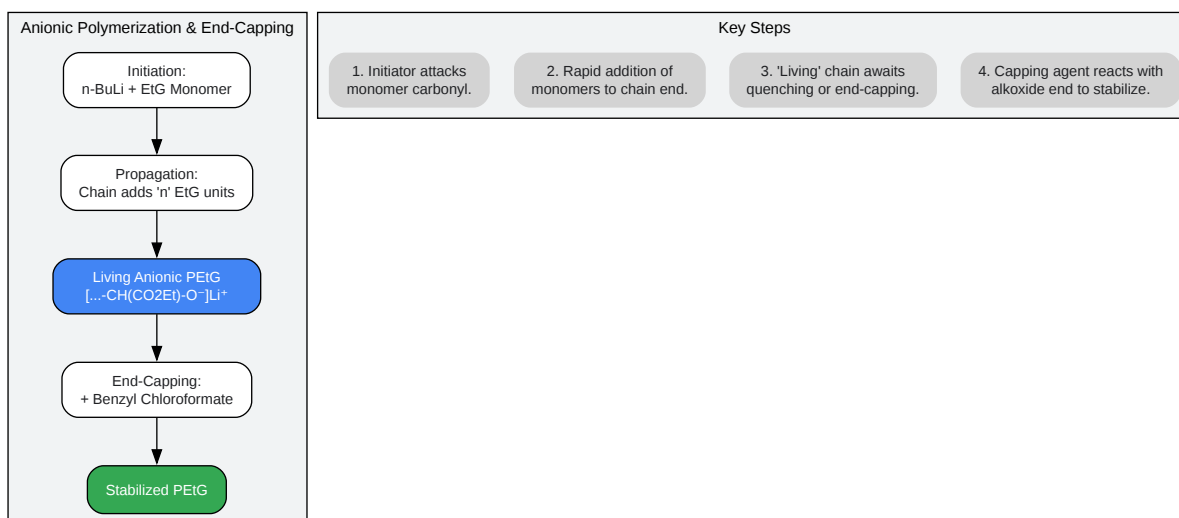 Anionic Polymerization & End-Capping
Initiation:
n-BuLi + EtG Monomer
Propagation:
Chain adds 'n' EtG units
Living Anionic PEtG
[...-CH(CO2Et)-O⁻]Li⁺
End-Capping:
+ Benzyl Chloroformate
Stabilized PEtG
Key Steps
1. Initiator attacks
monomer carbonyl.
2. Rapid addition of
monomers to chain end.
3. 'Living' chain awaits
quenching or end-capping.
4. Capping agent reacts with
alkoxide end to stabilize.